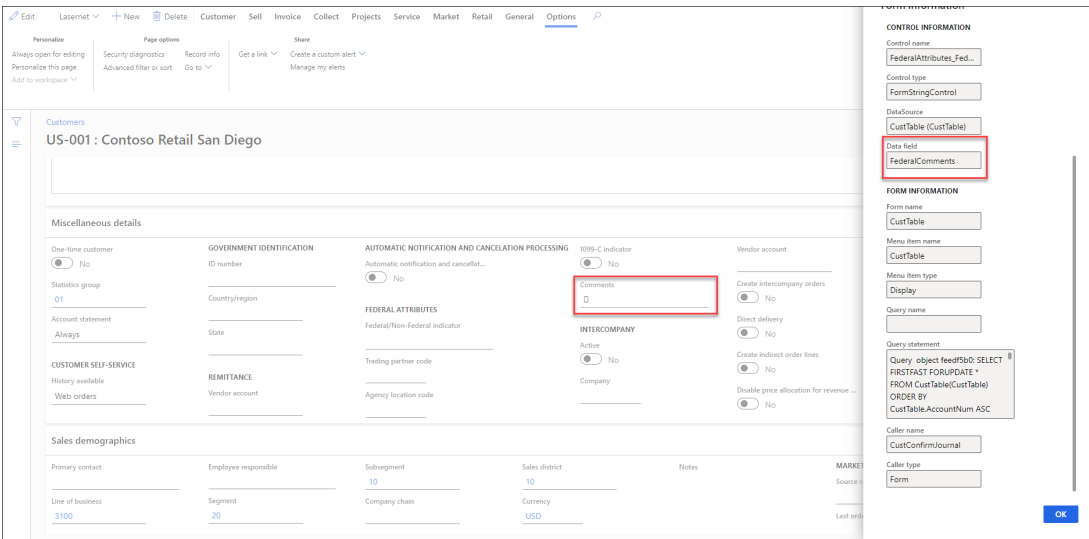 Edit Lasernet New Delete Customer Sell Invoice Collect Projects Service Market Retail General Options
Personalize
Always open for editing
Personalize this page
Add to workspace
Page options
Security diagnostics Record info
Advanced filter or sort Go to
Share
Get a link Create a custom alert
Manage my alerts
Customers
US-001 : Contoso Retail San Diego
Miscellaneous details
One-time customer
No
Statistics group
01
Account statement
Always
CUSTOMER SELF-SERVICE
History available
Web orders
GOVERNMENT IDENTIFICATION
ID number
Country/region
State
REMITTANCE
Vendor account
AUTOMATIC NOTIFICATION AND CANCELATION PROCESSING
Automatic notification and cancellat...
No
FEDERAL ATTRIBUTES
Federal/Non-Federal indicator
Trading partner code
Agency location code
1099-C indicator
No
Comments
INTERCOMPANY
Active
No
Company
Vendor account
Create intercompany orders
No
Direct delivery
No
Create indirect order lines
No
Disable price allocation for revenue ...
No
Sales demographics
Primary contact
Line of business
3100
Employee responsible
Segment
20
Subsegment
10
Company chain
Sales district
10
Currency
USD
Notes
MARKET
Source c
Last ord
Form information
CONTROL INFORMATION
Control name
FederalAttributes_Fed...
Control type
FormStringControl
DataSource
CustTable (CustTable)
Data field
FederalComments
FORM INFORMATION
Form name
CustTable
Menu item name
CustTable
Menu item type
Display
Query name
Query statement
Query object feedf5b0: SELECT
FIRSTFAST FORUPDATE *
FROM CustTable(CustTable)
ORDER BY
CustTable.AccountNum ASC
Caller name
CustConfirmJournal
Caller type
Form
OK